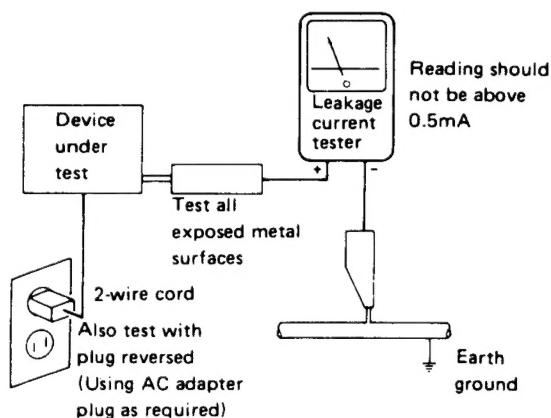 Reading should
not be above
0.5mA
Leakage
current
tester
+
-
Device
under
test
Test all
exposed metal
surfaces
2-wire cord
Also test with
plug reversed
(Using AC adapter
plug as required)
Earth
ground